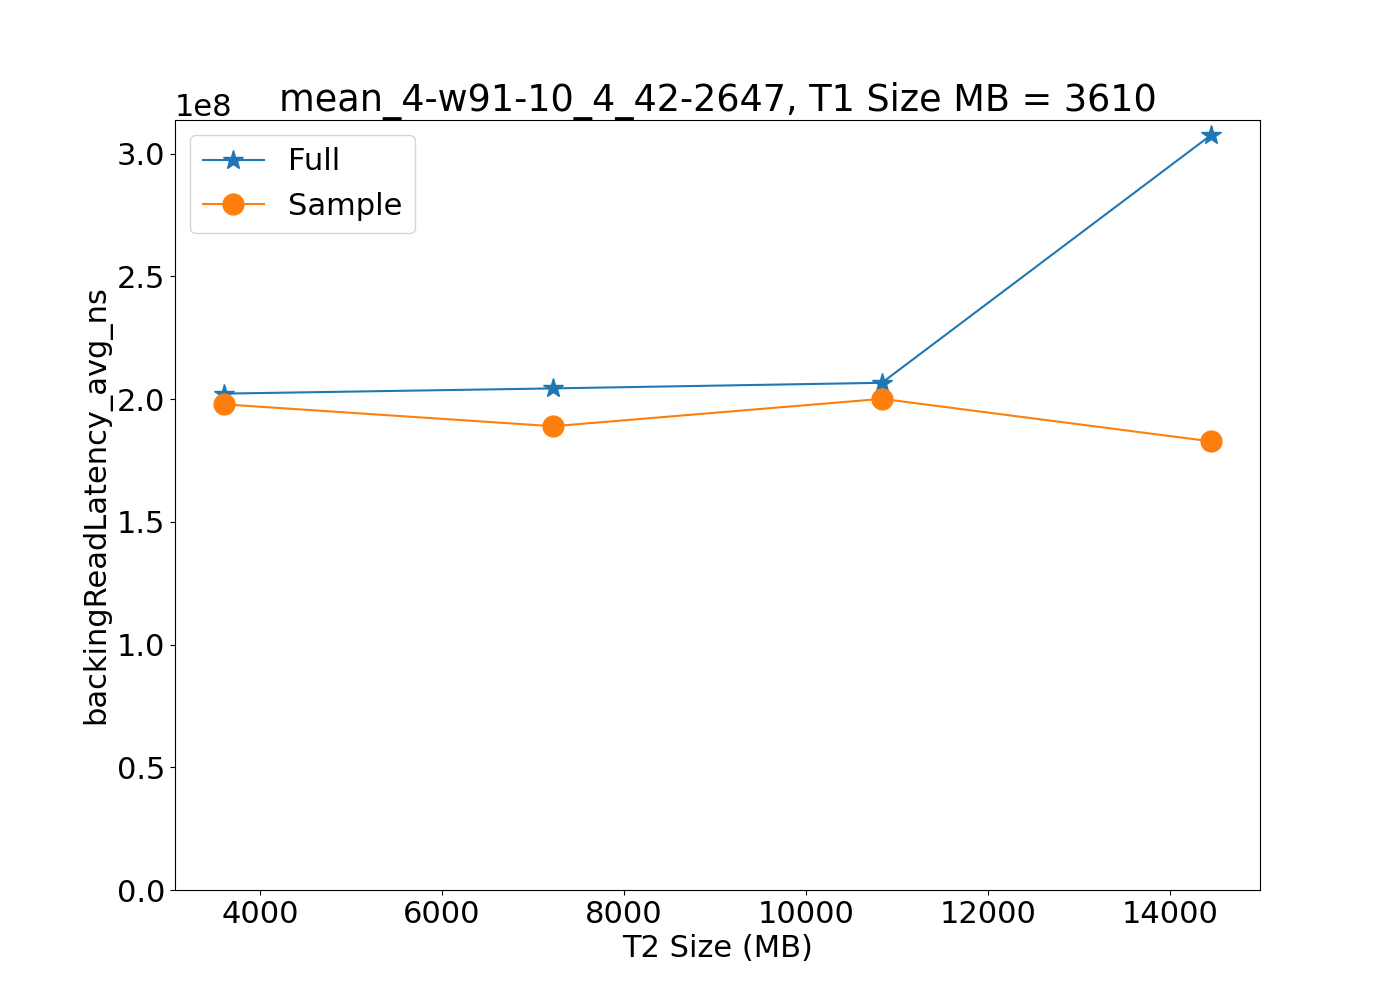 1e8
mean_4-w91-10_4_42-2647, T1 Size MB = 3610
Full
Sample
3.0
2.5
2.0
1.5
1.0
0.5
0.0
backingReadLatency_avg_ns
4000 6000 8000 10000 12000 14000
T2 Size (MB)